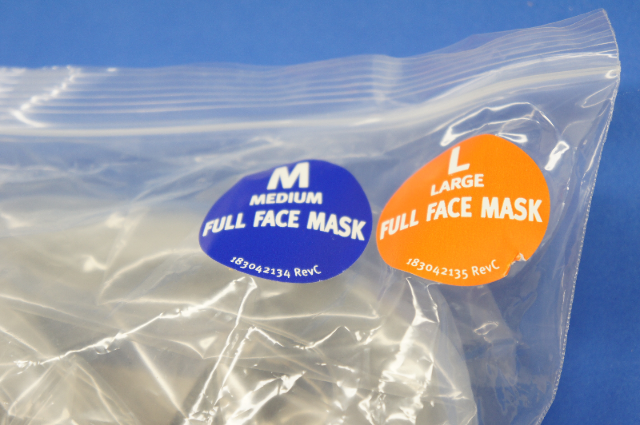 M
MEDIUM
FULL FACE MASK
183042134 RevC
L
LARGE
FULL FACE MASK
183042135 RevC